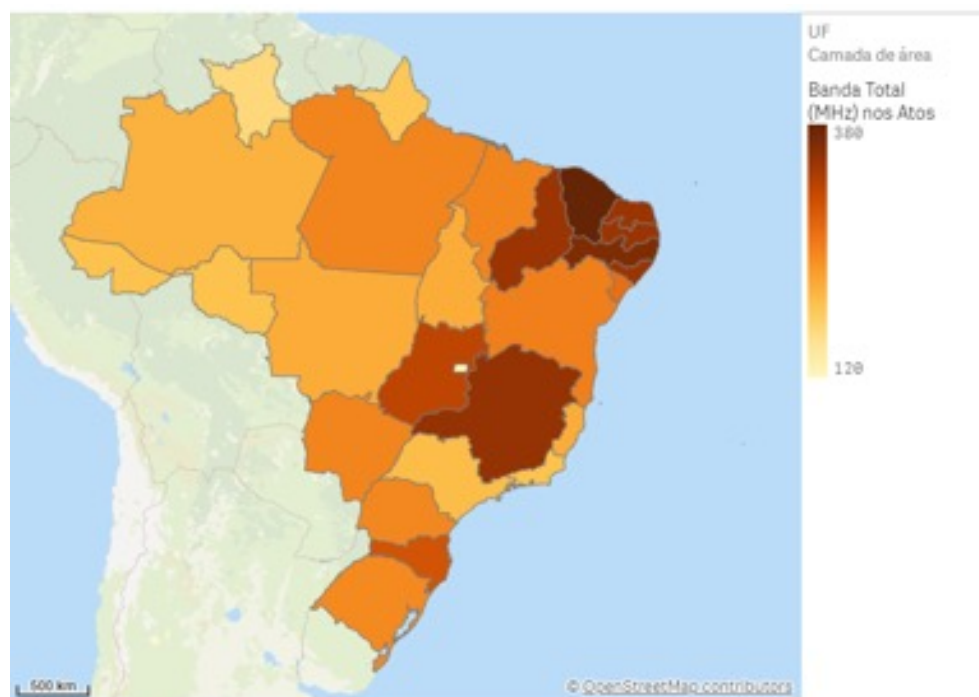 UF
Camada de área
Banda Total
(MHz) nos Atos
380
120
500 km
© OpenStreetMap contributors